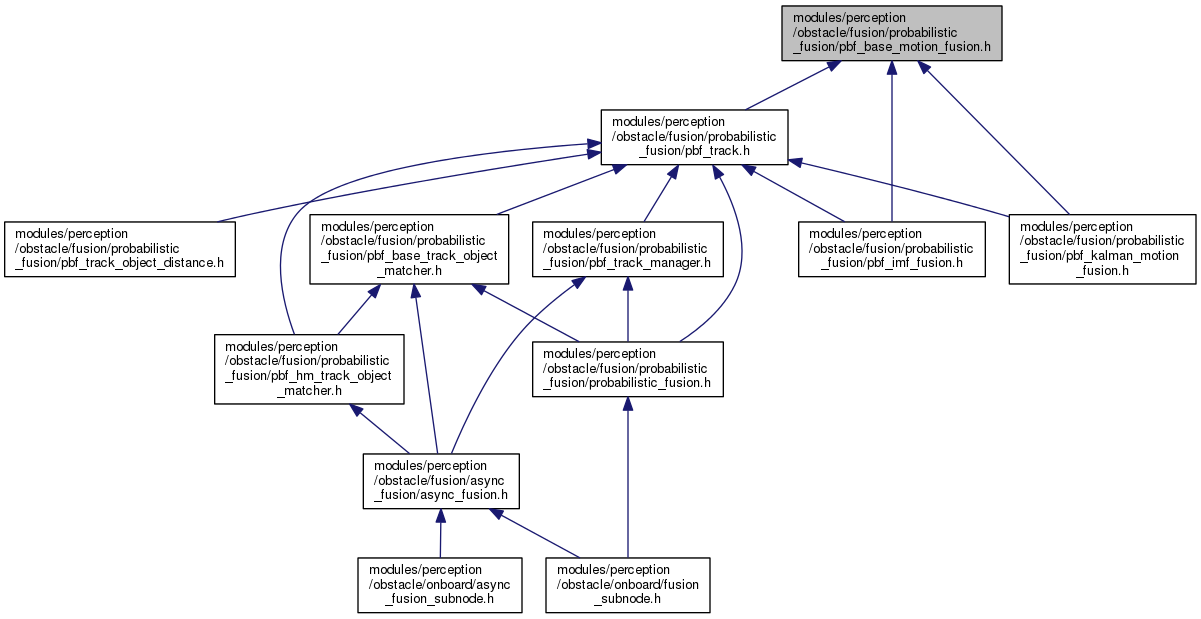 modules/perception
/obstacle/fusion/probabilistic
_fusion/pbf_base_motion_fusion.h
modules/perception
/obstacle/fusion/probabilistic
_fusion/pbf_track.h
modules/perception
/obstacle/fusion/probabilistic
_fusion/pbf_track_object_distance.h
modules/perception
/obstacle/fusion/probabilistic
_fusion/pbf_base_track_object
_matcher.h
modules/perception
/obstacle/fusion/probabilistic
_fusion/pbf_track_manager.h
modules/perception
/obstacle/fusion/probabilistic
_fusion/pbf_imf_fusion.h
modules/perception
/obstacle/fusion/probabilistic
_fusion/pbf_kalman_motion
_fusion.h
modules/perception
/obstacle/fusion/probabilistic
_fusion/pbf_hm_track_object
_matcher.h
modules/perception
/obstacle/fusion/probabilistic
_fusion/probabilistic_fusion.h
modules/perception
/obstacle/fusion/async
_fusion/async_fusion.h
modules/perception
/obstacle/onboard/async
_fusion_subnode.h
modules/perception
/obstacle/onboard/fusion
_subnode.h